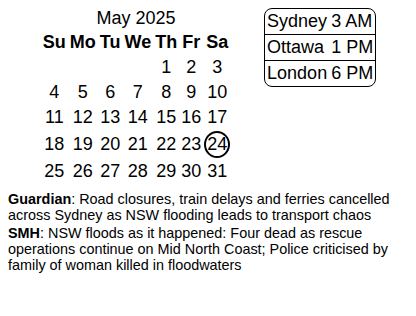 May 2025
Su Mo Tu We Th Fr Sa
1 2 3
4 5 6 7 8 9 10
11 12 13 14 15 16 17
18 19 20 21 22 23 24
25 26 27 28 29 30 31
Sydney 3 AM
Ottawa 1 PM
London 6 PM
Guardian: Road closures, train delays and ferries cancelled
across Sydney as NSW flooding leads to transport chaos
SMH: NSW floods as it happened: Four dead as rescue
operations continue on Mid North Coast; Police criticised by
family of woman killed in floodwaters